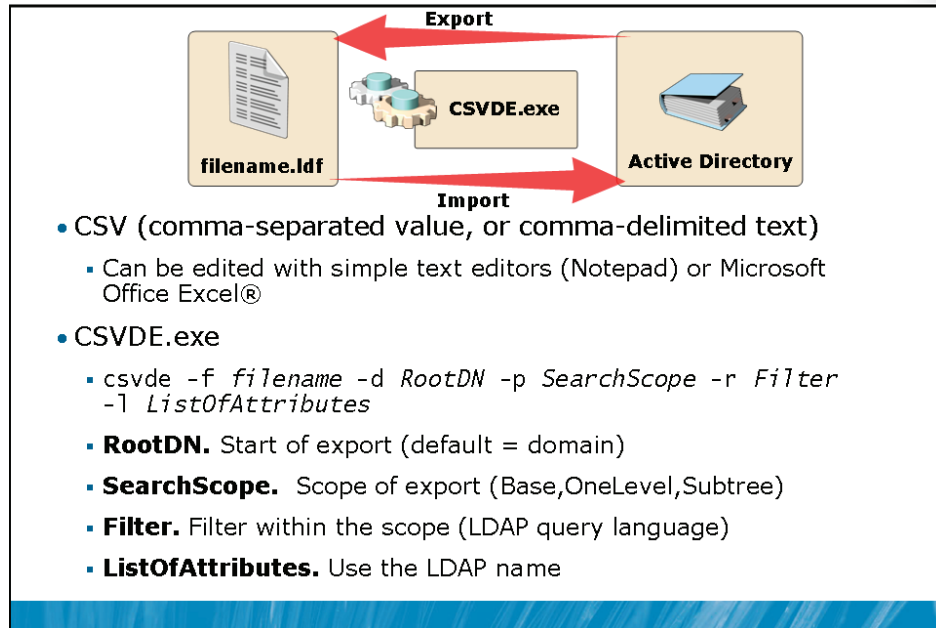 Export
CSVDE.exe
filename.ldf
Active Directory
Import
• CSV (comma-separated value, or comma-delimited text)
▪ Can be edited with simple text editors (Notepad) or Microsoft
Office Excel®
• CSVDE.exe
▪ csvde -f filename -d RootDN -p SearchScope -r Filter
-l ListOfAttributes
▪ RootDN. Start of export (default = domain)
▪ SearchScope. Scope of export (Base,OneLevel,Subtree)
▪ Filter. Filter within the scope (LDAP query language)
▪ ListOfAttributes. Use the LDAP name